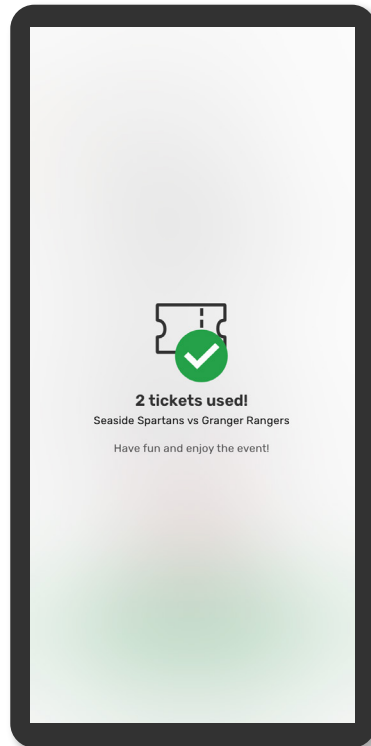 2 tickets used!
Seaside Spartans vs Granger Rangers
Have fun and enjoy the event!